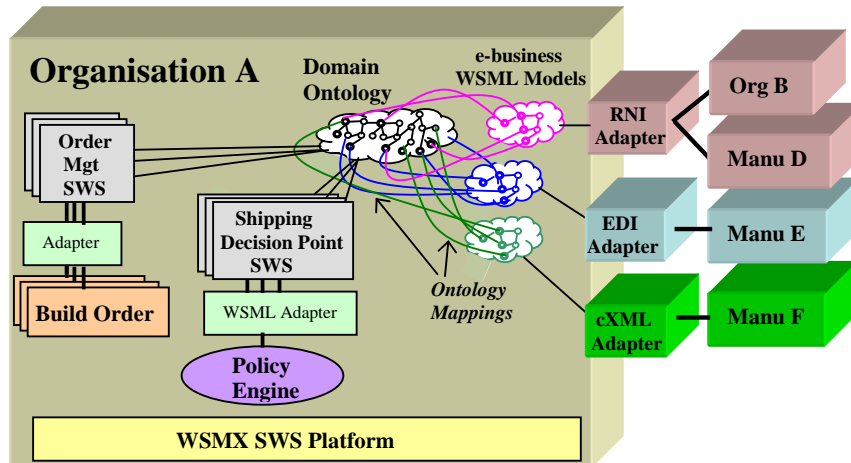 Organisation A
Domain
Ontology
e-business
WSML Models
Order
Mgt
SWS
Adapter
Build Order
Shipping
Decision Point
SWS
WSML Adapter
Policy
Engine
Ontology
Mappings
WSMX SWS Platform
RNI
Adapter
Org B
Manu D
EDI
Adapter
Manu E
cXML
Adapter
Manu F